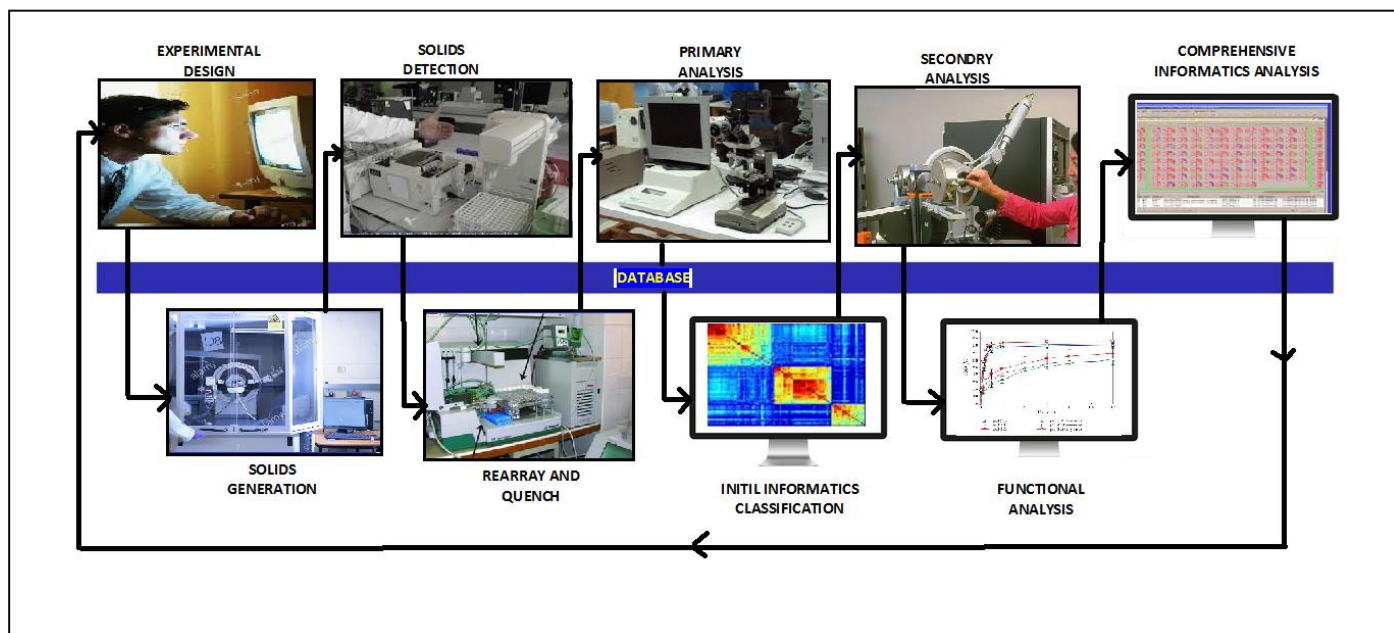 EXPERIMENTAL
DESIGN
SOLIDS
DETECTION
PRIMARY
ANALYSIS
SECONDRY
ANALYSIS
COMPREHENSIVE
INFORMATICS ANALYSIS
DATABASE
SOLIDS
GENERATION
REARRAY AND
QUENCH
INITIL INFORMATICS
CLASSIFICATION
FUNCTIONAL
ANALYSIS